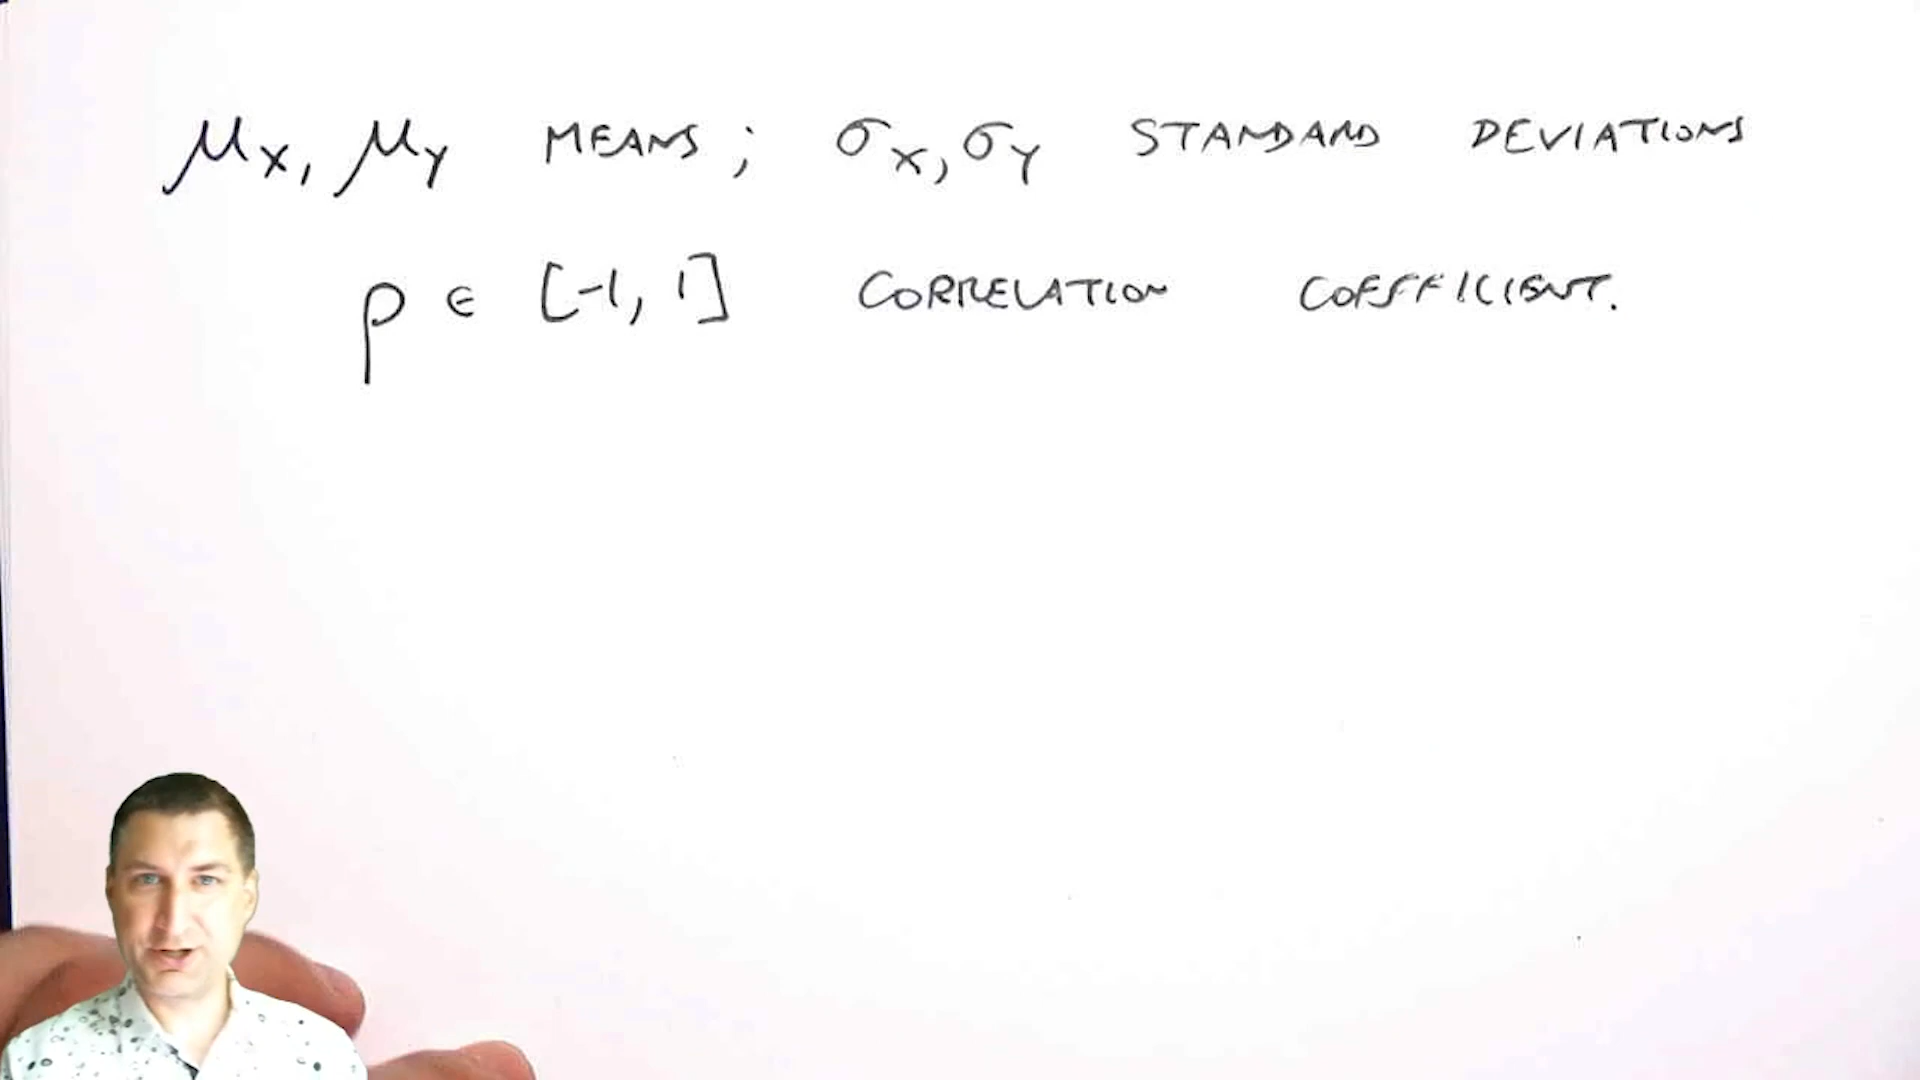 μX, μY MEANS; σX, σY STANDARD DEVIATIONS
ρ ∈ [-1, 1] CORRELATION COEFFICIENT.